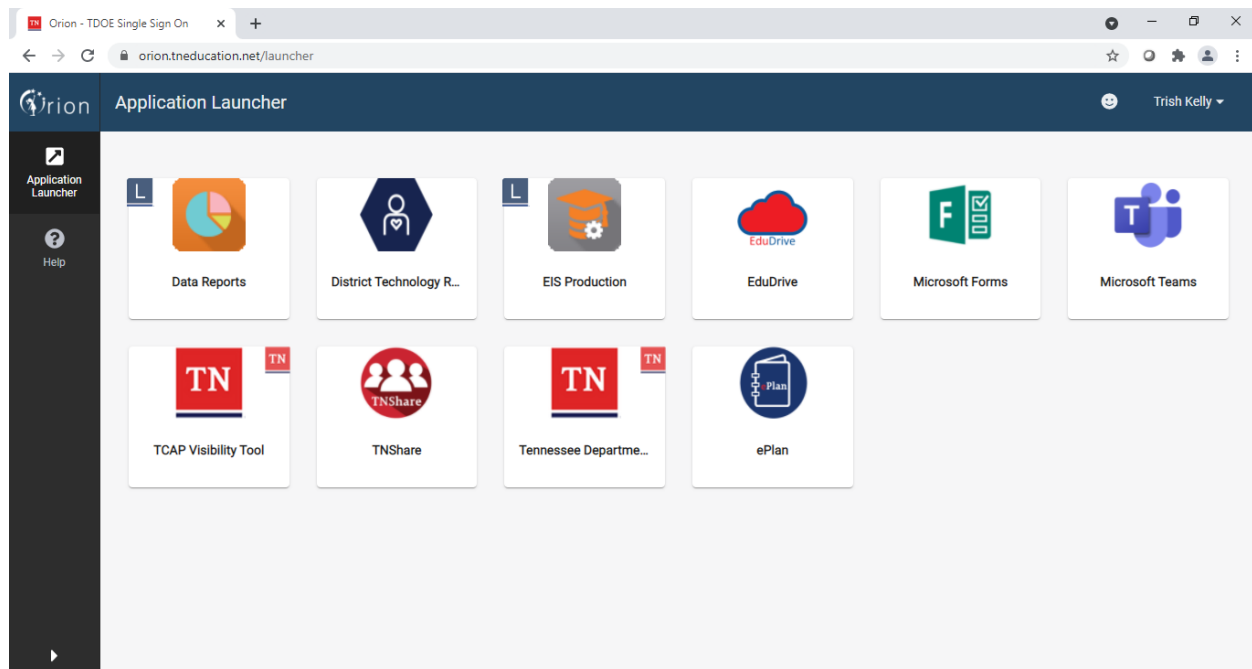 Orion - TDOE Single Sign On
orion.tneducation.net/launcher
Orion
Application Launcher
Trish Kelly
Application
Launcher
Help
L
Data Reports
District Technology R...
L
EIS Production
EduDrive
EduDrive
Microsoft Forms
T
Microsoft Teams
TN
TN
TCAP Visibility Tool
TNShare
TNShare
TN
TN
Tennessee Departme...
ePlan
ePlan